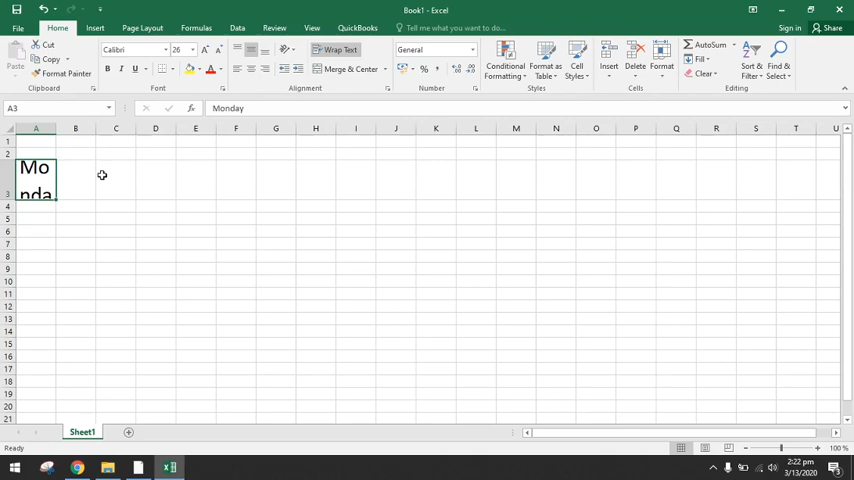 Book1 - Excel
Sign in
Share
File
Home
Insert
Page Layout
Formulas
Data
Review
View
QuickBooks
Tell me what you want to do...
Paste
Cut
Copy
Format Painter
Clipboard
Calibri
26
B I U
Font
Wrap Text
Merge & Center
Alignment
General
% ,
Number
Conditional Formatting
Format as Table
Cell Styles
Styles
Insert
Delete
Format
Cells
AutoSum
Fill
Clear
Sort & Filter
Find & Select
Editing
A3
fx
Monday
A B C D E F G H I J K L M N O P Q R S T U
1
2
3
Mo
nda
4
5
6
7
8
9
10
11
12
13
14
15
16
17
18
19
20
21
Sheet1
Ready
100 %
2:22 pm
3/13/2020
3